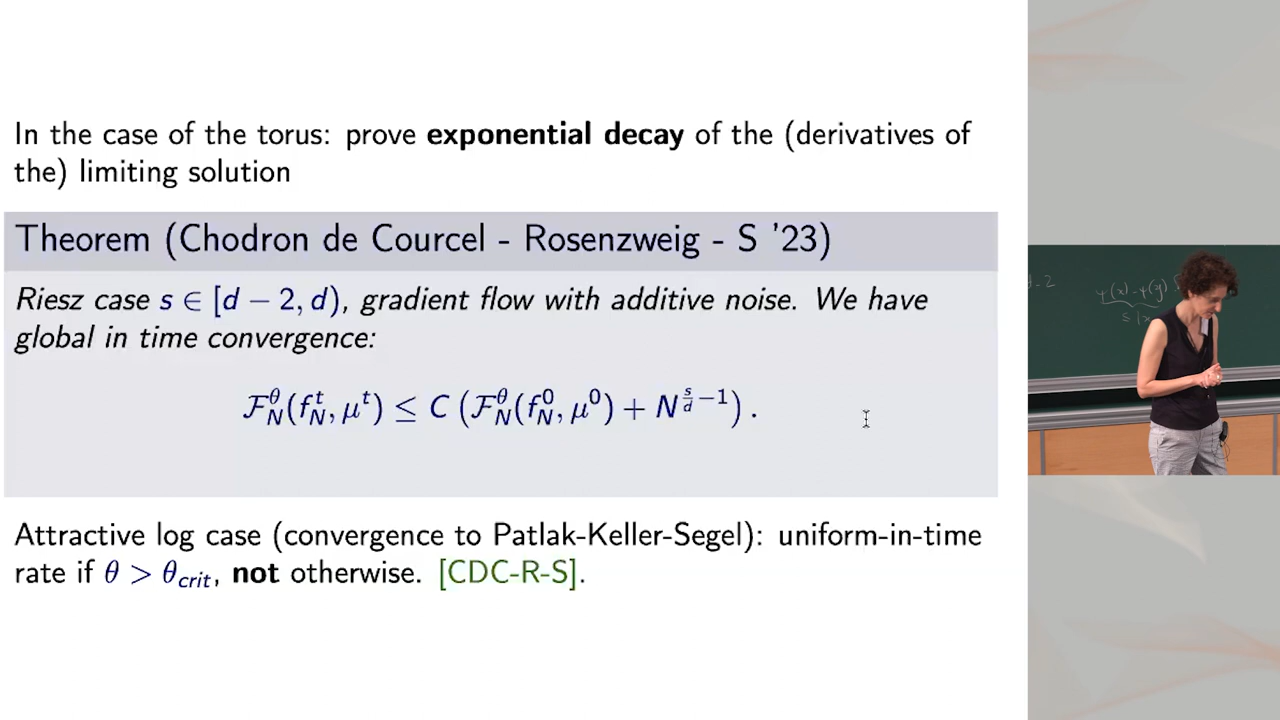 In the case of the torus: prove exponential decay of the (derivatives of
the) limiting solution
Theorem (Chodron de Courcel - Rosenzweig - S '23)
Riesz case s ∈ [d − 2, d), gradient flow with additive noise. We have
global in time convergence:
F_N^θ(f_N^t, μ^t) ≤ C (F_N^θ(f_N^0, μ^0) + N^{s/d − 1}) .
Attractive log case (convergence to Patlak-Keller-Segel): uniform-in-time
rate if θ > θ_crit, not otherwise. [CDC-R-S].
ψ(x) − ψ(y)